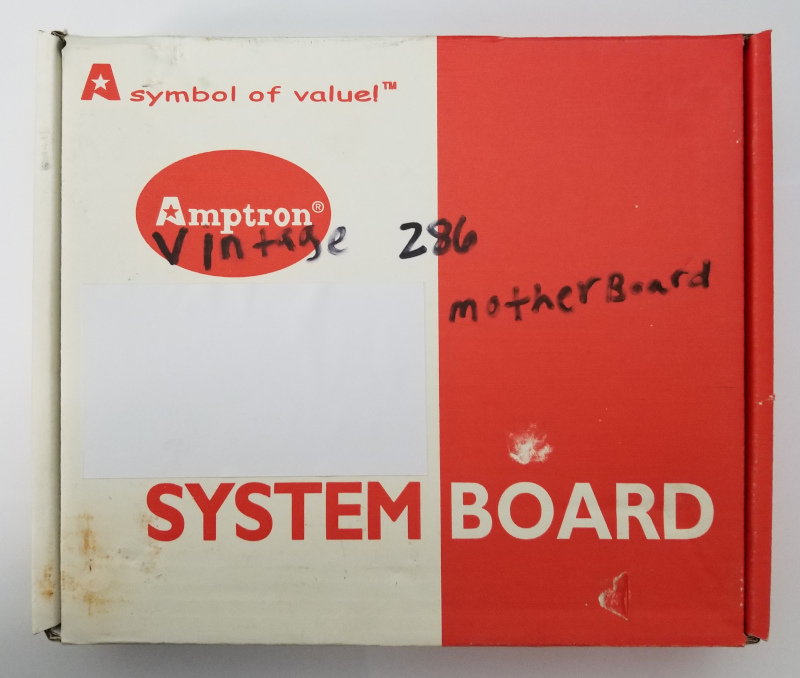 A symbol of value!™
Amptron®
Vintage 286
motherBoard
SYSTEM BOARD